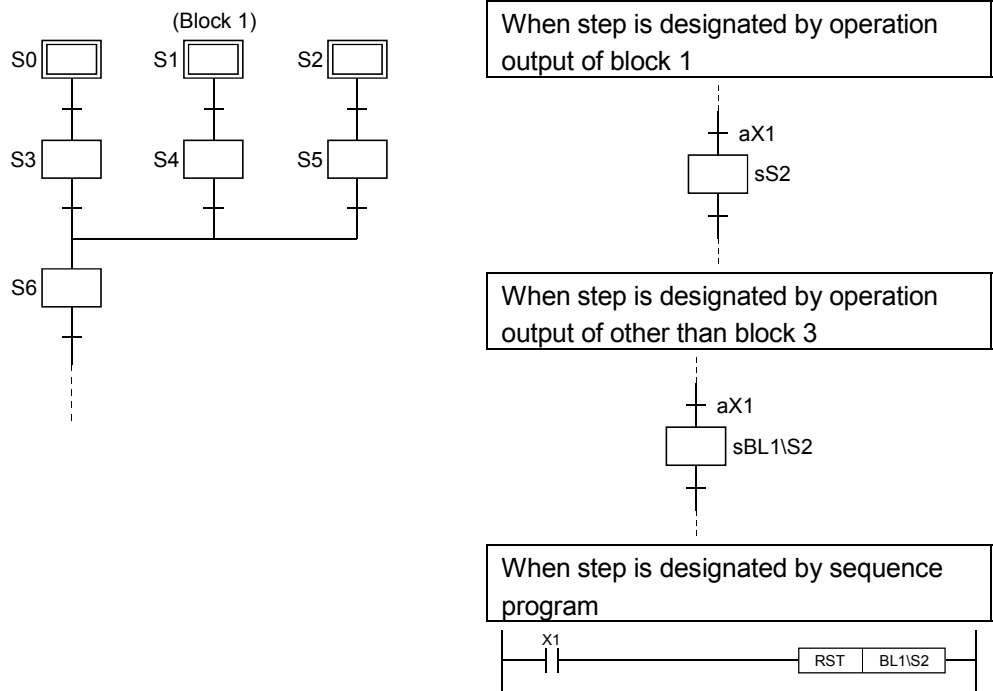 (Block 1)
S0
S1
S2
S3
S4
S5
S6
When step is designated by operation
output of block 1
aX1
sS2
When step is designated by operation
output of other than block 3
aX1
sBL1\S2
When step is designated by sequence
program
X1
RST
BL1\S2